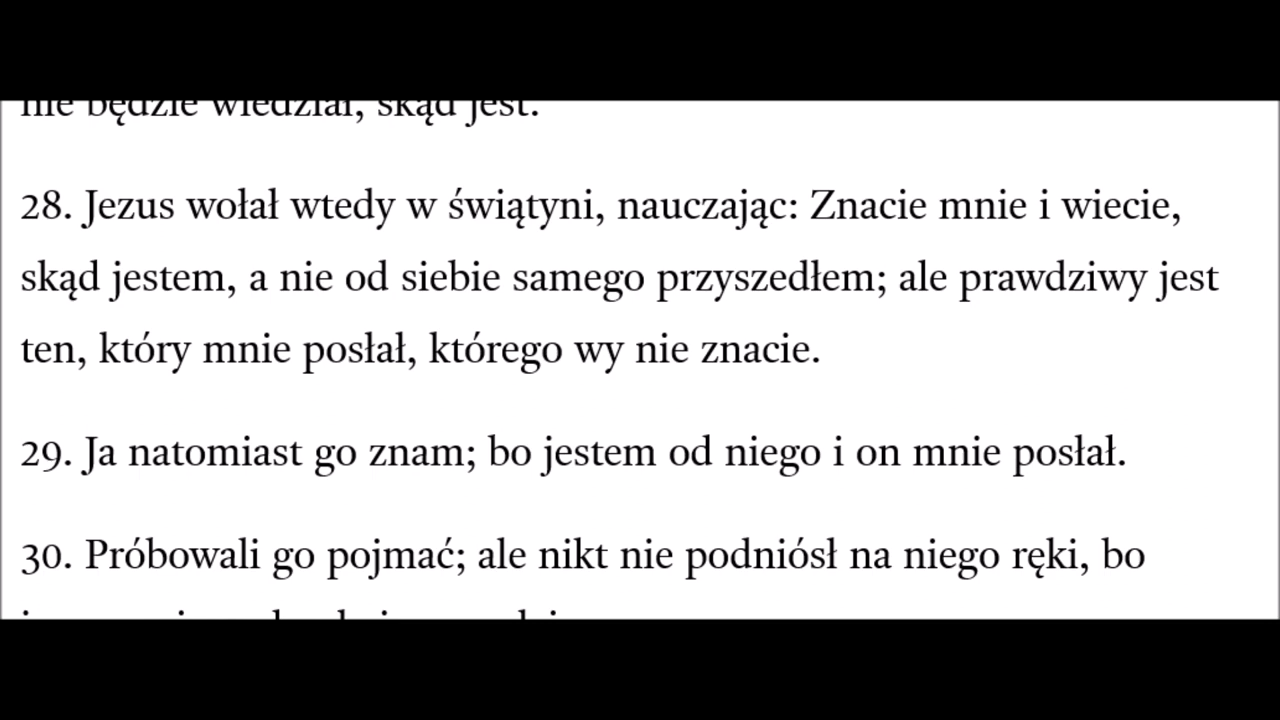 nie będzie wiedział, skąd jest.
28. Jezus wołał wtedy w świątyni, nauczając: Znacie mnie i wiecie,
skąd jestem, a nie od siebie samego przyszedłem; ale prawdziwy jest
ten, który mnie posłał, którego wy nie znacie.
29. Ja natomiast go znam; bo jestem od niego i on mnie posłał.
30. Próbowali go pojmać; ale nikt nie podniósł na niego ręki, bo